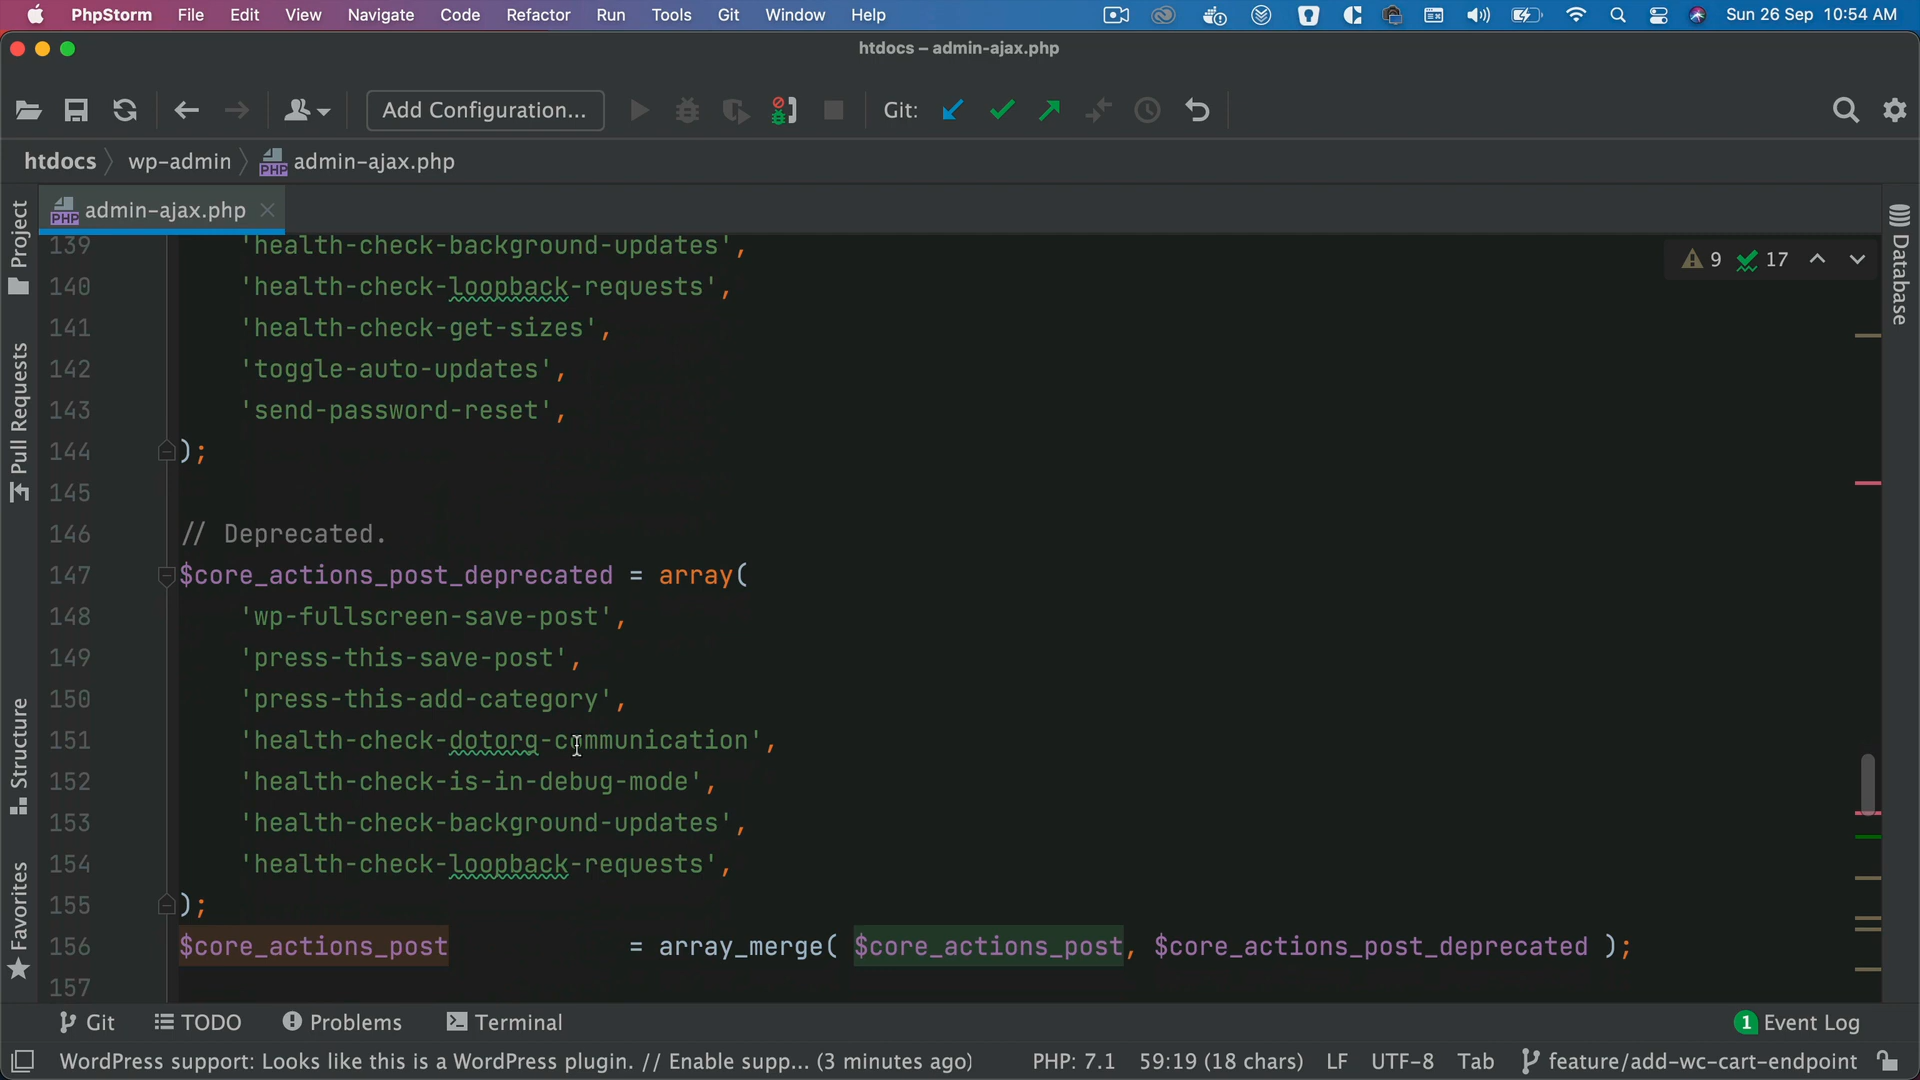 PhpStorm File Edit View Navigate Code Refactor Run Tools Git Window Help Sun 26 Sep 10:54 AM
htdocs – admin-ajax.php
Add Configuration... Git:
htdocs wp-admin admin-ajax.php
admin-ajax.php
Project
Pull Requests
Structure
Favorites
Database
9 17
139 'health-check-background-updates',
140 'health-check-loopback-requests',
141 'health-check-get-sizes',
142 'toggle-auto-updates',
143 'send-password-reset',
144 );
145
146 // Deprecated.
147 $core_actions_post_deprecated = array(
148 'wp-fullscreen-save-post',
149 'press-this-save-post',
150 'press-this-add-category',
151 'health-check-dotorg-communication',
152 'health-check-is-in-debug-mode',
153 'health-check-background-updates',
154 'health-check-loopback-requests',
155 );
156 $core_actions_post = array_merge( $core_actions_post, $core_actions_post_deprecated );
157
Git TODO Problems Terminal 1 Event Log
WordPress support: Looks like this is a WordPress plugin. // Enable supp... (3 minutes ago) PHP: 7.1 59:19 (18 chars) LF UTF-8 Tab feature/add-wc-cart-endpoint